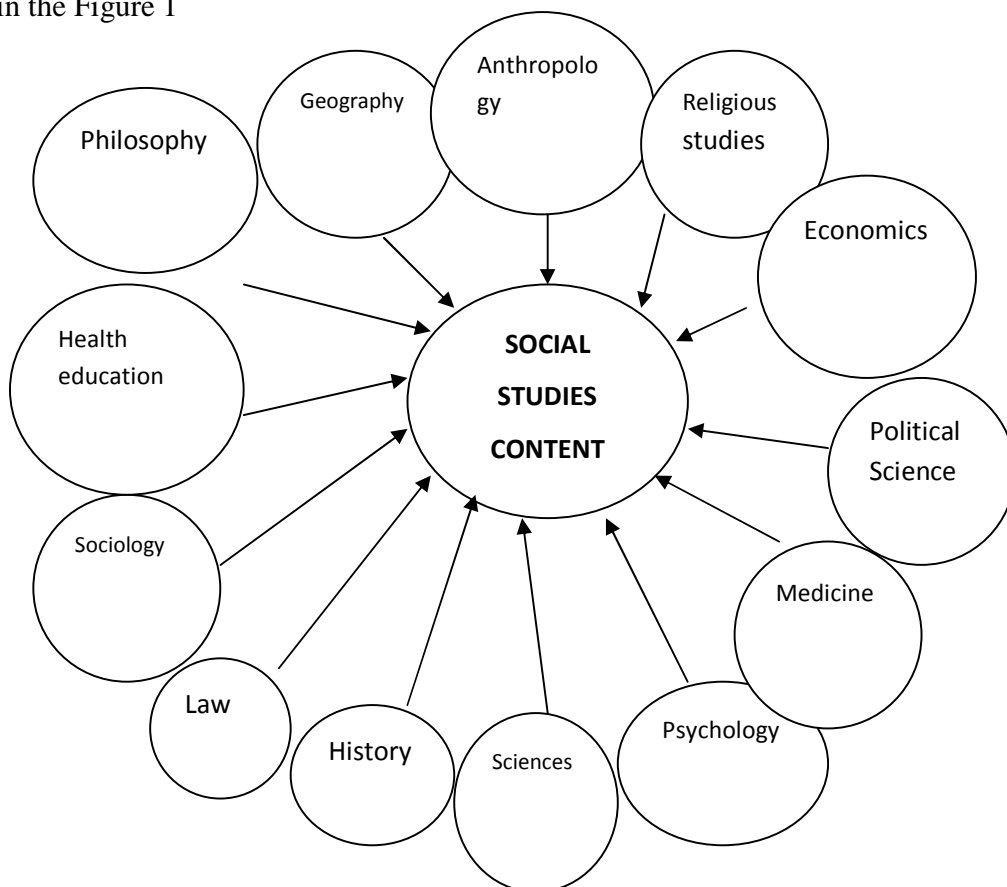 in the Figure 1
Anthropolo
gy
Geography
Religious
studies
Philosophy
Economics
SOCIAL
STUDIES
CONTENT
Health
education
Political
Science
Sociology
Medicine
Law
History
Sciences
Psychology